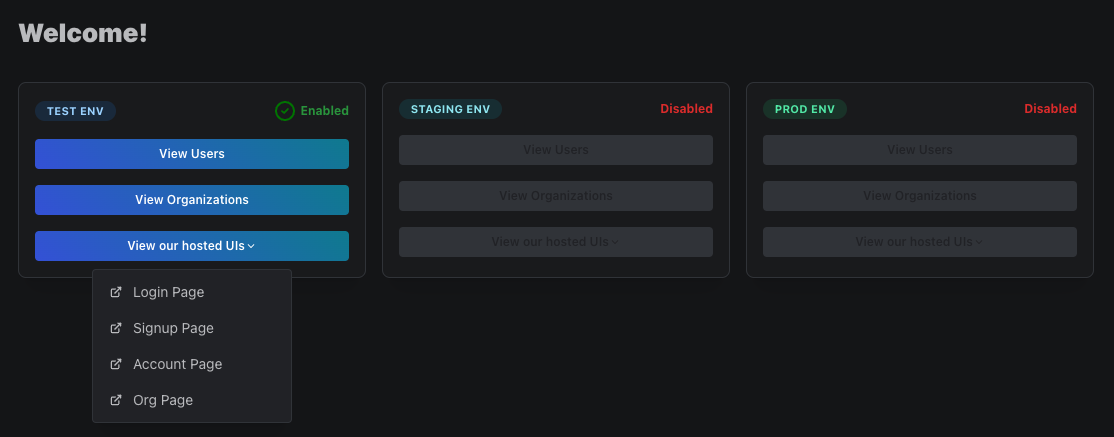 Welcome!
TEST ENV
Enabled
View Users
View Organizations
View our hosted UIs
Login Page
Signup Page
Account Page
Org Page
STAGING ENV
Disabled
View Users
View Organizations
View our hosted UIs
PROD ENV
Disabled
View Users
View Organizations
View our hosted UIs